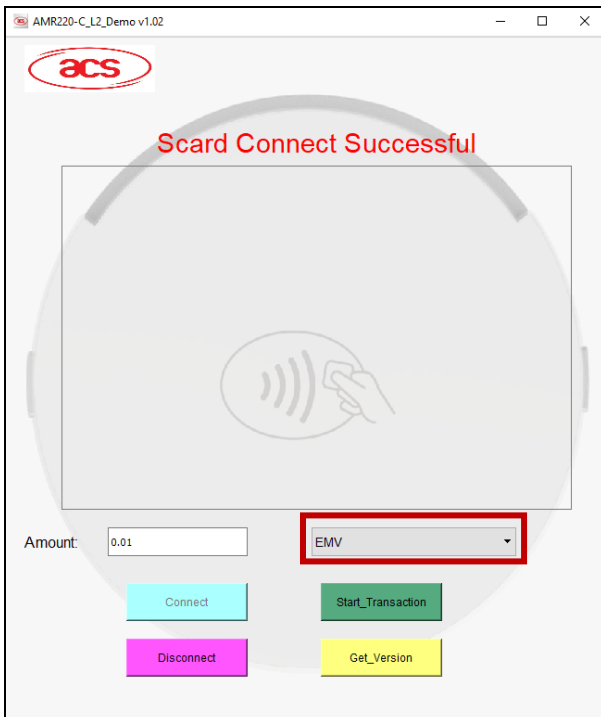 AMR220-C_L2_Demo v1.02
acs
Scard Connect Successful
Amount: 0.01 EMV
Connect Start_Transaction
Disconnect Get_Version